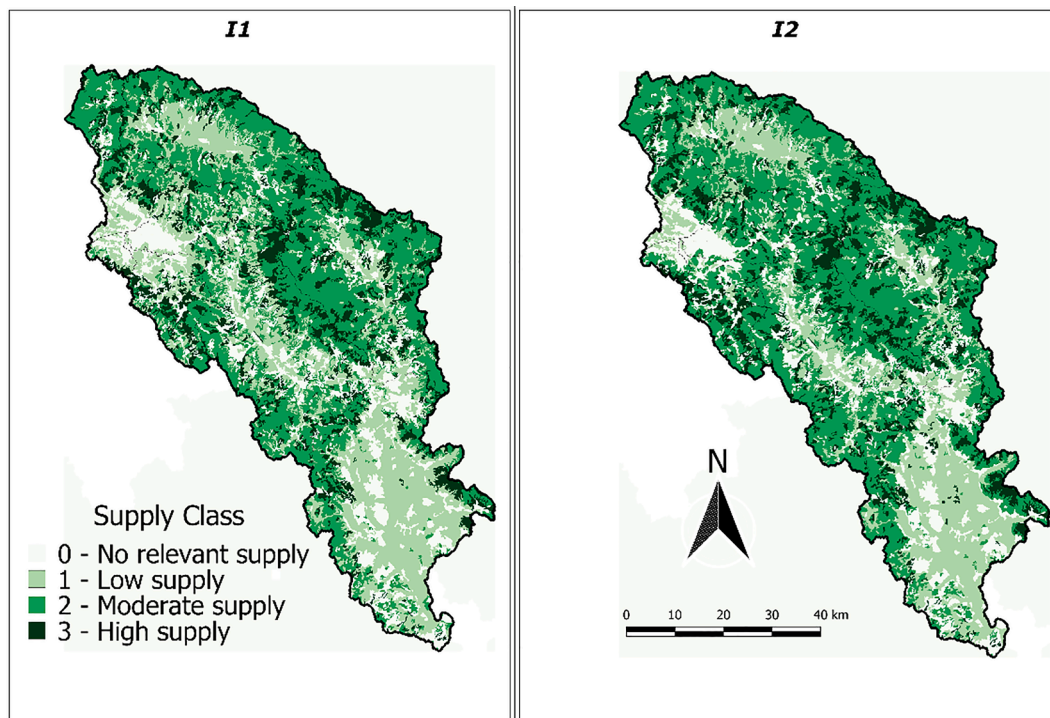 I1
I2
Supply Class
0 - No relevant supply
1 - Low supply
2 - Moderate supply
3 - High supply
N
0 10 20 30 40 km